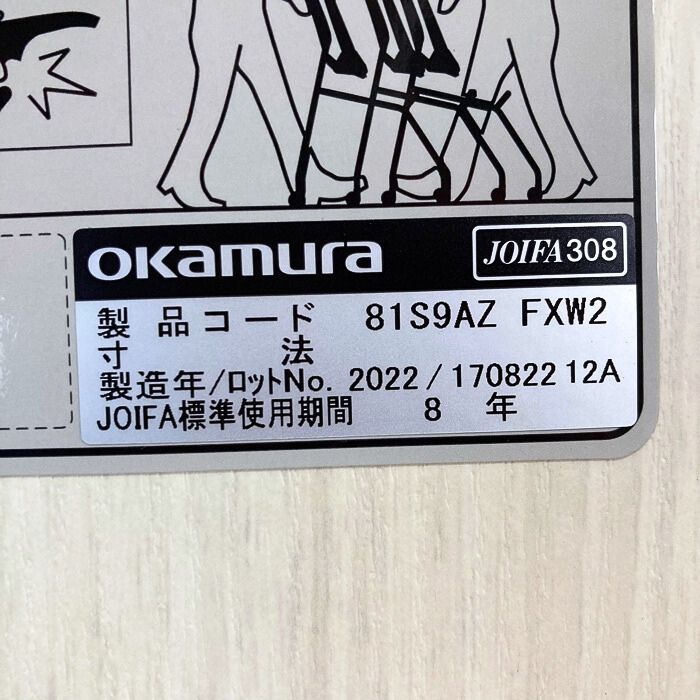 okamura
JOIFA308
製品コード 81S9AZ FXW2
寸法
製造年/ロットNo. 2022 / 170822 12A
JOIFA標準使用期間 8 年